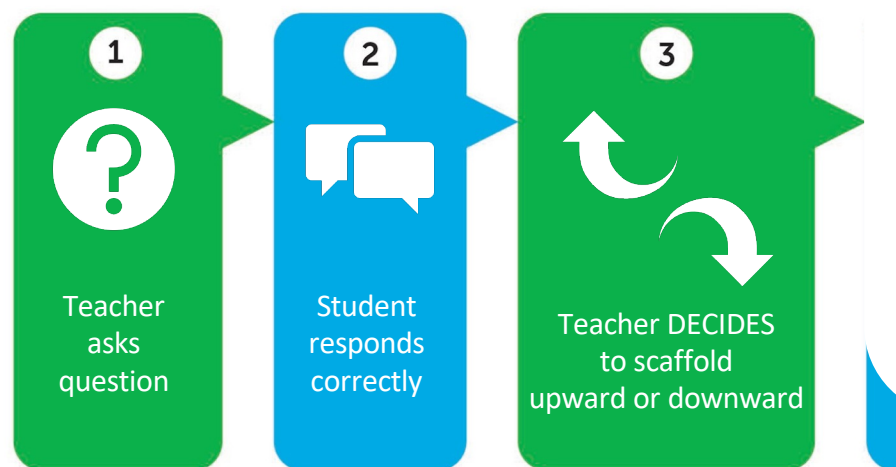 1
Teacher
asks
question
2
Student
responds
correctly
3
Teacher DECIDES
to scaffold
upward or downward